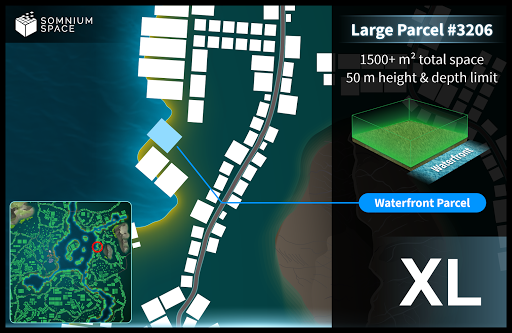 SOMNIUM
SPACE
Large Parcel #3206
1500+ m² total space
50 m height & depth limit
Waterfront
Waterfront Parcel
XL